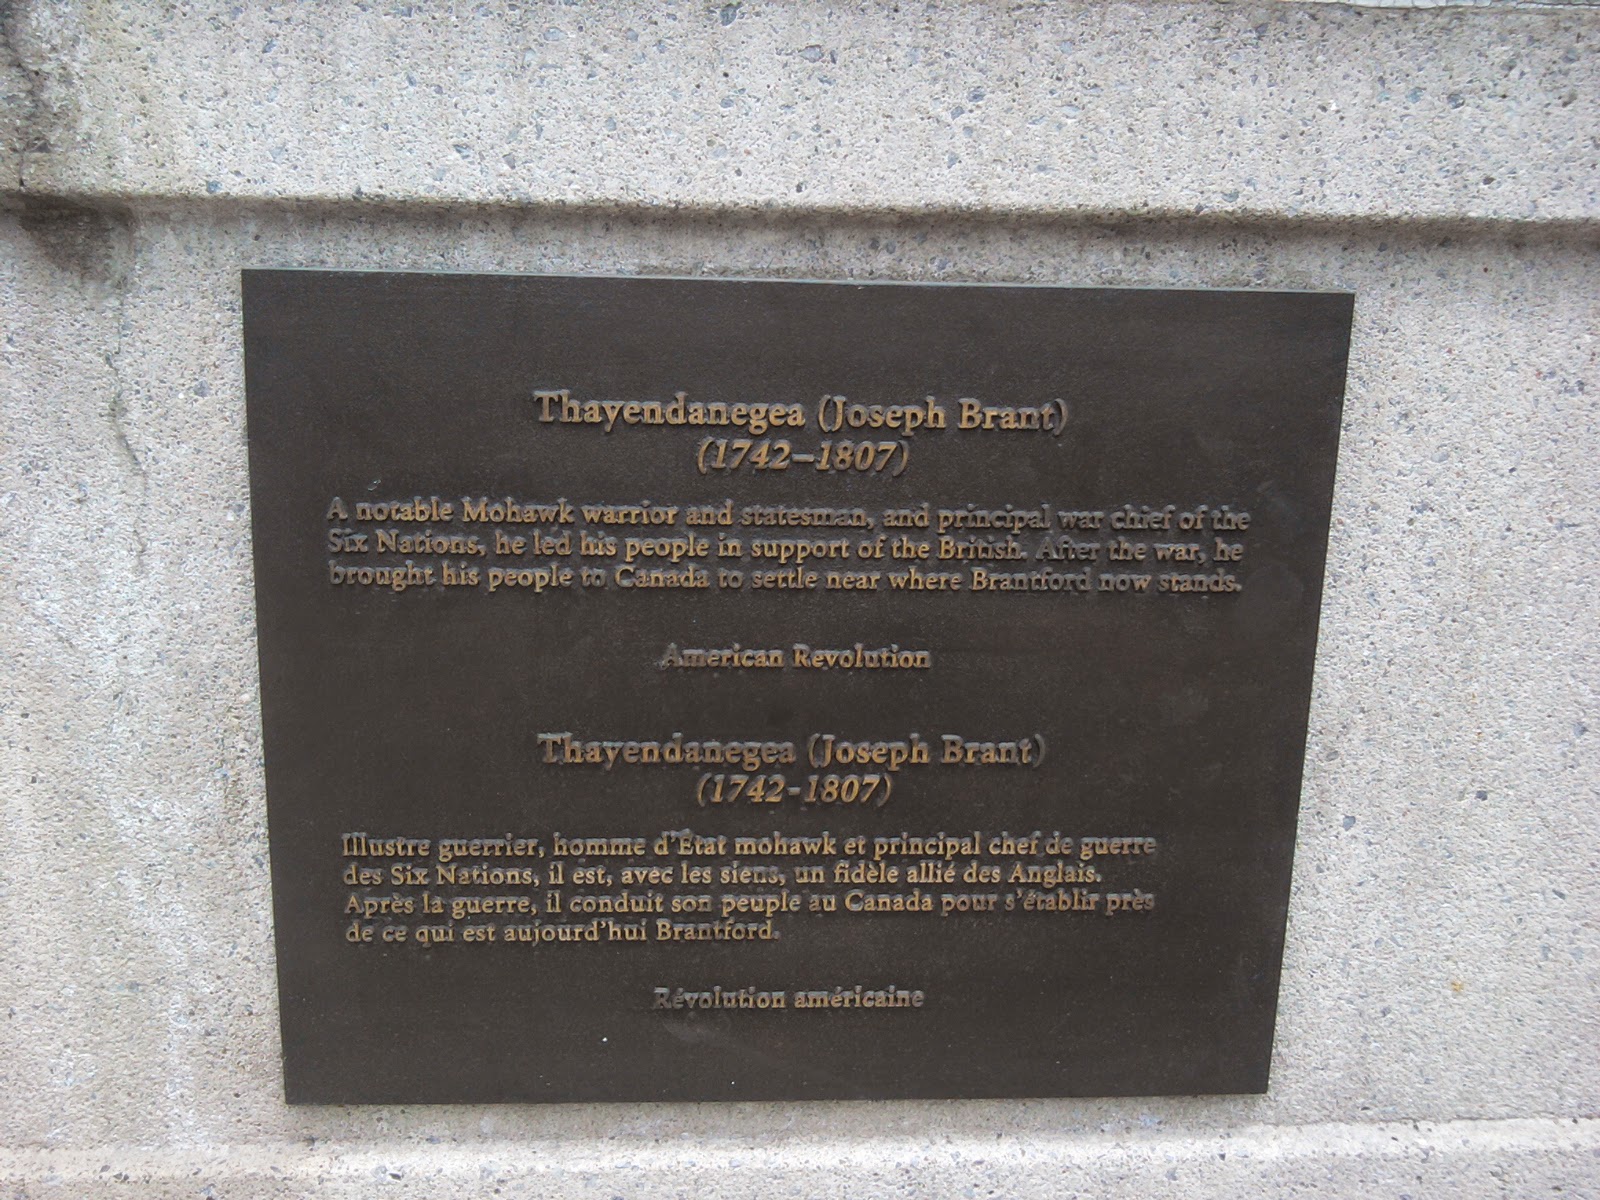 Thayendanegea (Joseph Brant)
(1742–1807)
A notable Mohawk warrior and statesman, and principal war chief of the
Six Nations, he led his people in support of the British. After the war, he
brought his people to Canada to settle near where Brantford now stands.
American Revolution
Thayendanegea (Joseph Brant)
(1742-1807)
Illustre guerrier, homme d'État mohawk et principal chef de guerre
des Six Nations, il est, avec les siens, un fidèle allié des Anglais.
Après la guerre, il conduit son peuple au Canada pour s'établir près
de ce qui est aujourd'hui Brantford.
Révolution américaine